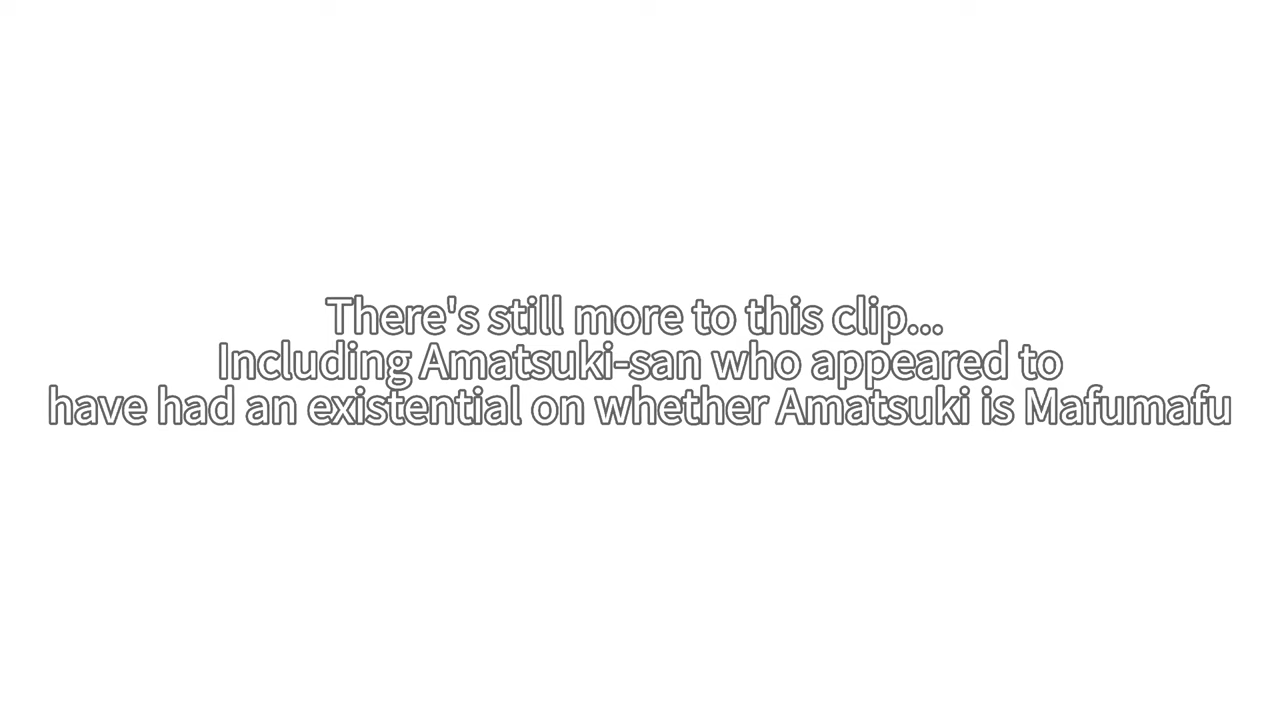 There's still more to this clip...
Including Amatsuki-san who appeared to
have had an existential on whether Amatsuki is Mafumafu